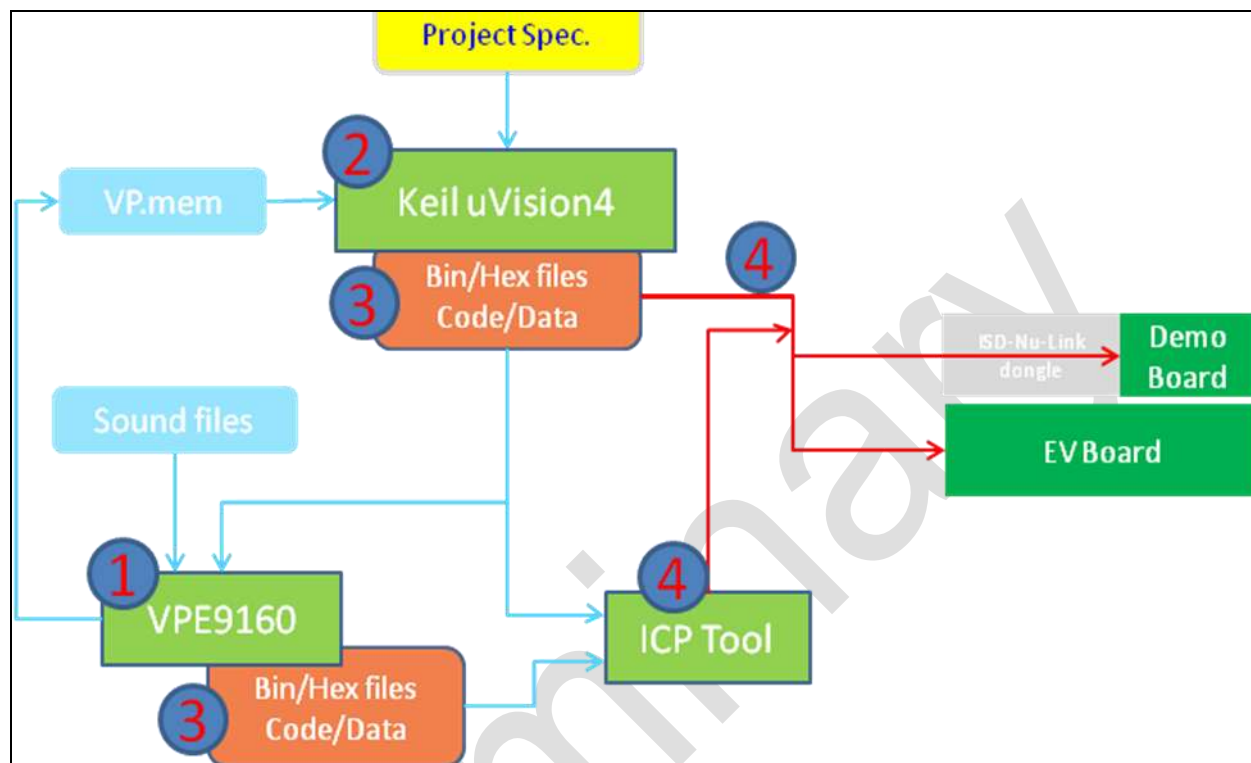 Project Spec.
2
VP.mem
Keil uVision4
4
3
Bin/Hex files
Code/Data
ISD-Nu-Link
dongle
Demo
Board
Sound files
EV Board
1
VPE9160
4
ICP Tool
3
Bin/Hex files
Code/Data
minary